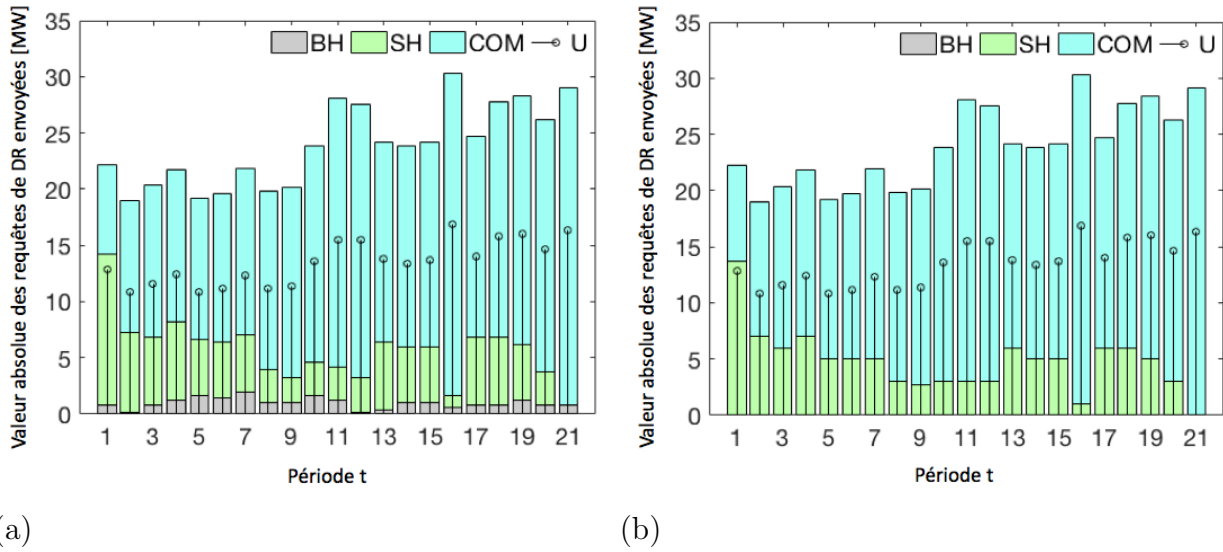 Valeur absolue des requêtes de DR envoyées [MW]
35
30
25
20
15
10
5
0
BH SH COM U
1 3 5 7 9 11 13 15 17 19 21
Période t
(a)
Valeur absolue des requêtes de DR envoyées [MW]
35
30
25
20
15
10
5
0
BH SH COM U
1 3 5 7 9 11 13 15 17 19 21
Période t
(b)